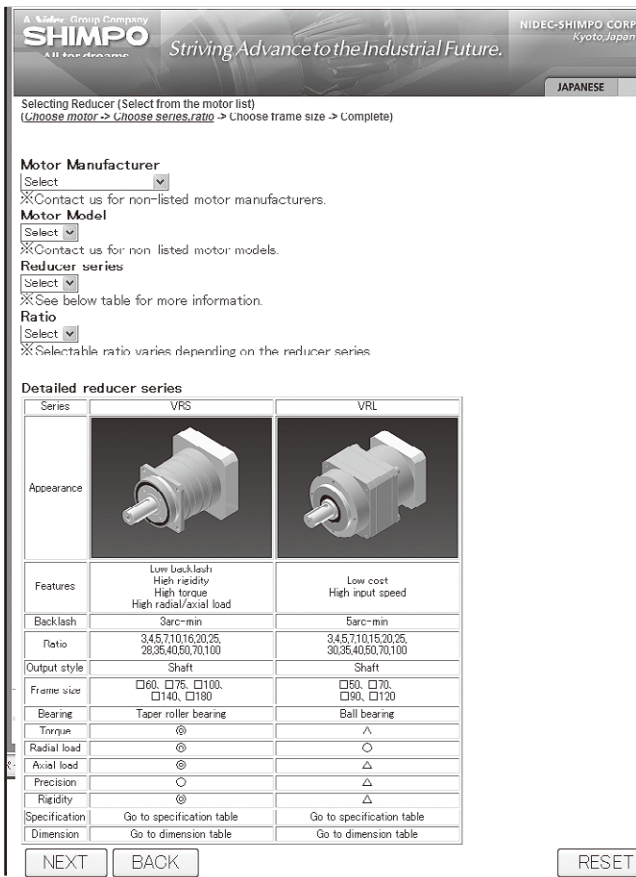 A Nidec Group Company
SHIMPO
All for dreams
Striving Advance to the Industrial Future.
NIDEC-SHIMPO CORP
Kyoto,Japan
JAPANESE
Selecting Reducer (Select from the motor list)
(Choose motor -> Choose series,ratio -> Choose frame size -> Complete)
Motor Manufacturer
Select
※Contact us for non-listed motor manufacturers.
Motor Model
Select
※Contact us for non listed motor models.
Reducer series
Select
※See below table for more information.
Ratio
Select
※Selectable ratio varies depending on the reducer series
Detailed reducer series
Series VRS VRL
Appearance
Features
Low backlash
High rigidity
High torque
High radial/axial load
Low cost
High input speed
Backlash 3arc-min 5arc-min
Ratio
3,4,5,7,10,16,20,25,
28,35,40,50,70,100
3,4,5,7,10,15,20,25,
30,35,40,50,70,100
Output style Shaft Shaft
Frame size
□60、□75、□100、
□140、□180
□50、□70、
□90、□120
Bearing Taper roller bearing Ball bearing
Torque ◎ △
Radial load ◎ ○
Axial load ◎ △
Precision ○ △
Rigidity ◎ △
Specification Go to specification table Go to specification table
Dimension Go to dimension table Go to dimension table
NEXT BACK RESET